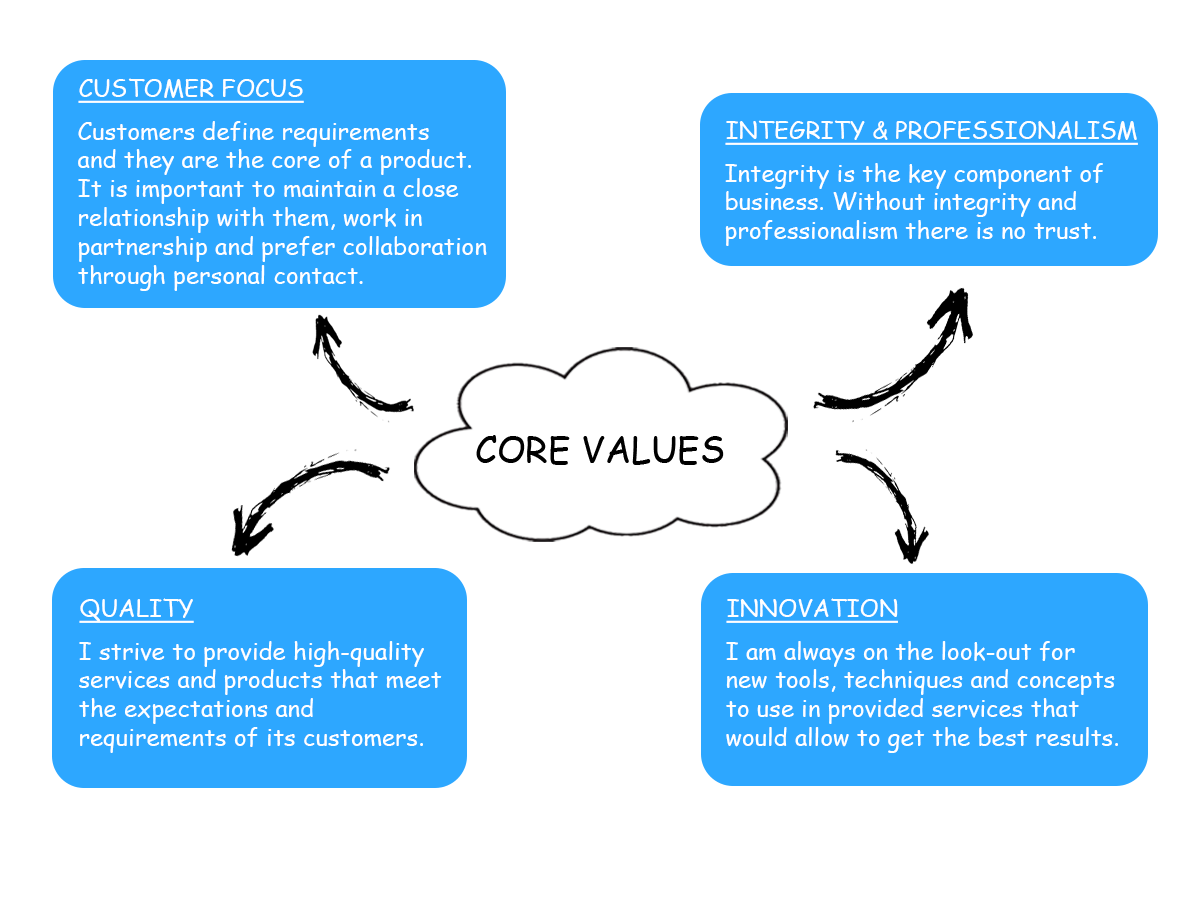 CUSTOMER FOCUS
Customers define requirements
and they are the core of a product.
It is important to maintain a close
relationship with them, work in
partnership and prefer collaboration
through personal contact.
INTEGRITY & PROFESSIONALISM
Integrity is the key component of
business. Without integrity and
professionalism there is no trust.
CORE VALUES
QUALITY
I strive to provide high-quality
services and products that meet
the expectations and
requirements of its customers.
INNOVATION
I am always on the look-out for
new tools, techniques and concepts
to use in provided services that
would allow to get the best results.